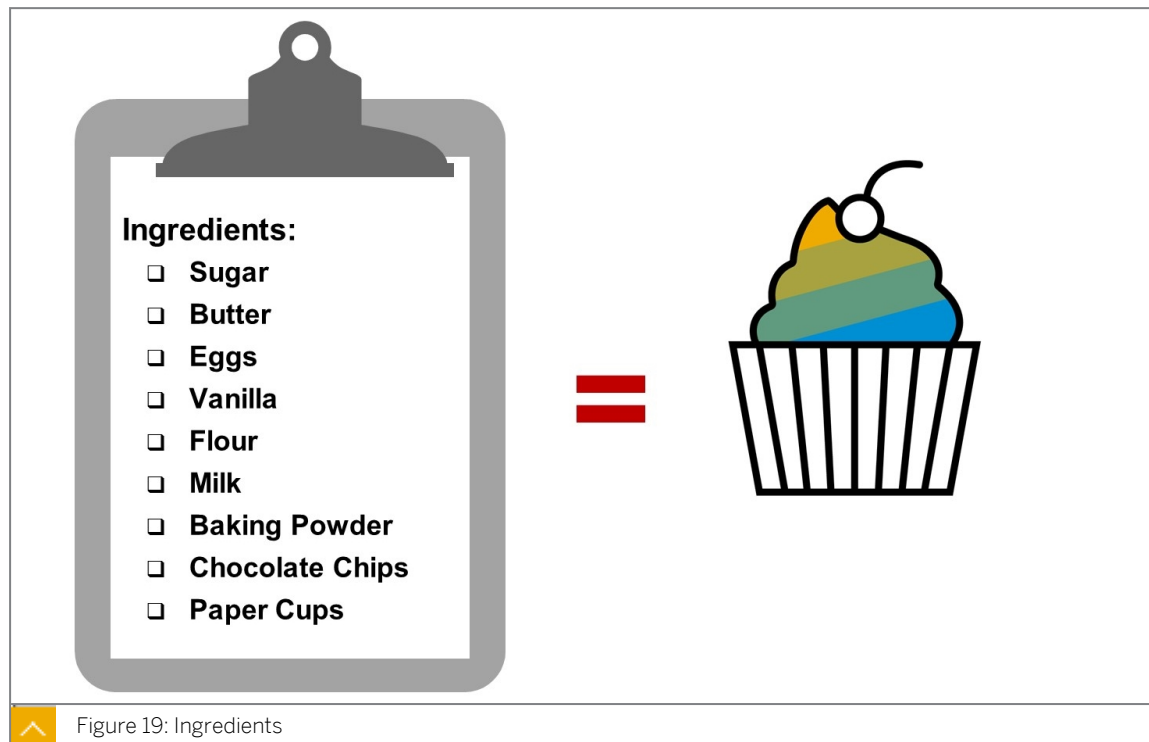 Ingredients:
❑ Sugar
❑ Butter
❑ Eggs
❑ Vanilla
❑ Flour
❑ Milk
❑ Baking Powder
❑ Chocolate Chips
❑ Paper Cups
Figure 19: Ingredients